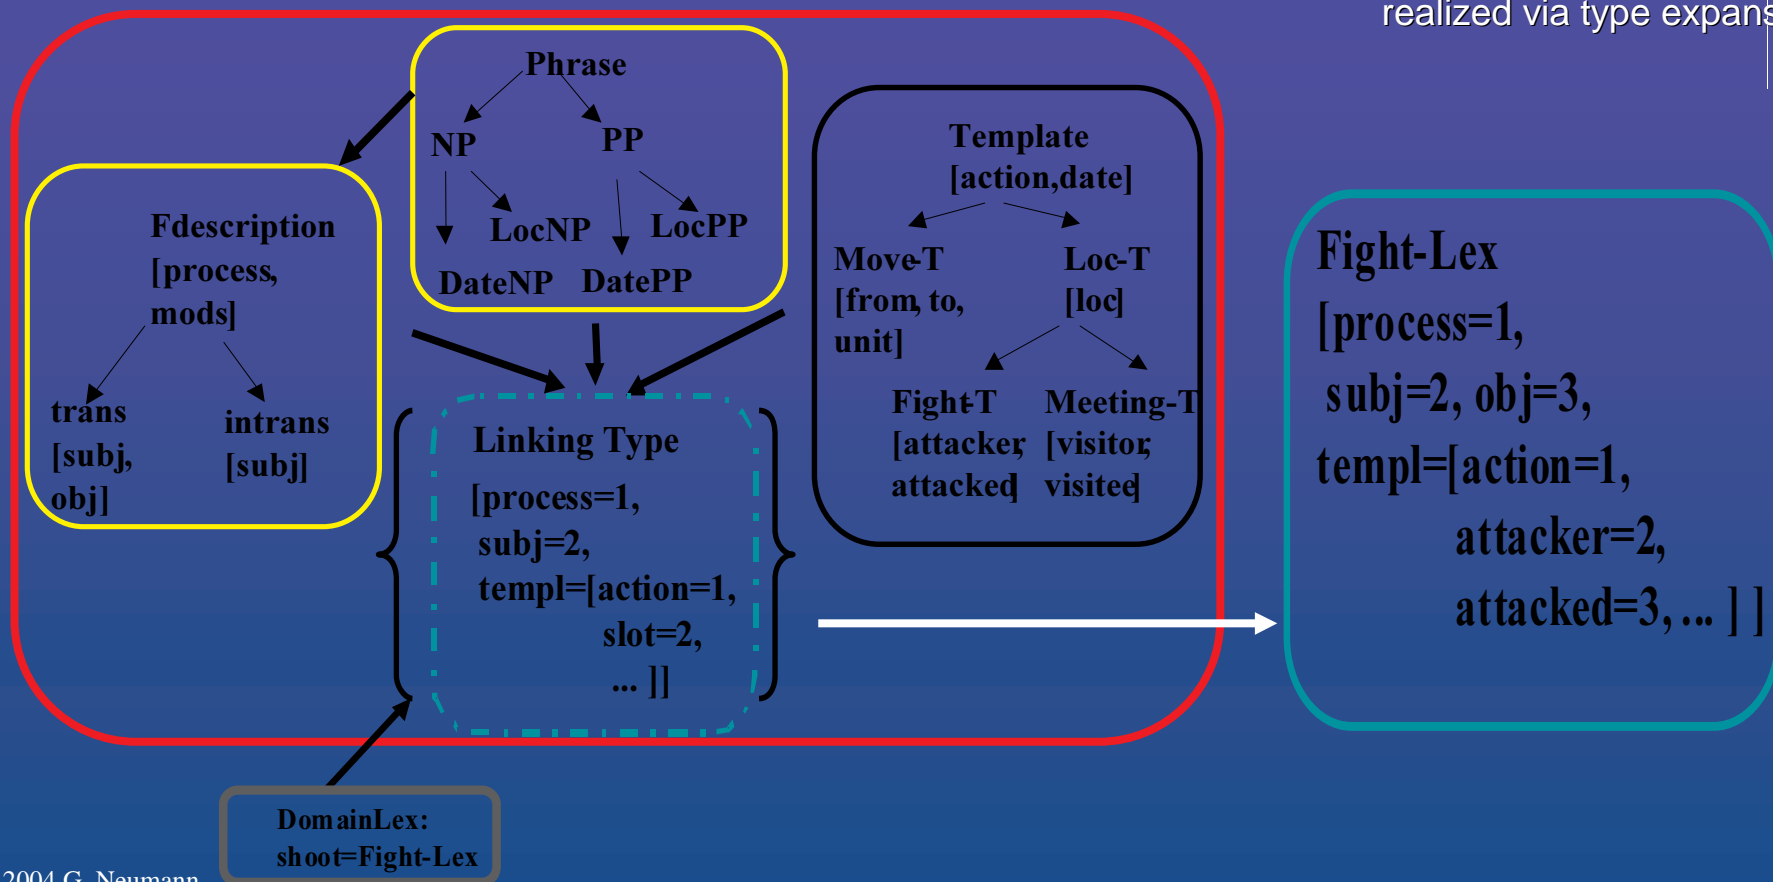 realized via type expans
Phrase
NP PP
LocNP LocPP
DateNP DatePP
Fdescription
[process,
mods]
trans
[subj,
obj]
intrans
[subj]
Template
[action,date]
Move-T
[from, to,
unit]
Loc-T
[loc]
Fight-T
[attacker,
attacked]
Meeting-T
[visitor,
visitee]
Linking Type
[process=1,
subj=2,
templ=[action=1,
slot=2,
... ]]
Fight-Lex
[process=1,
subj=2, obj=3,
templ=[action=1,
attacker=2,
attacked=3, ... ] ]
DomainLex:
shoot=Fight-Lex
2004 G. Neumann